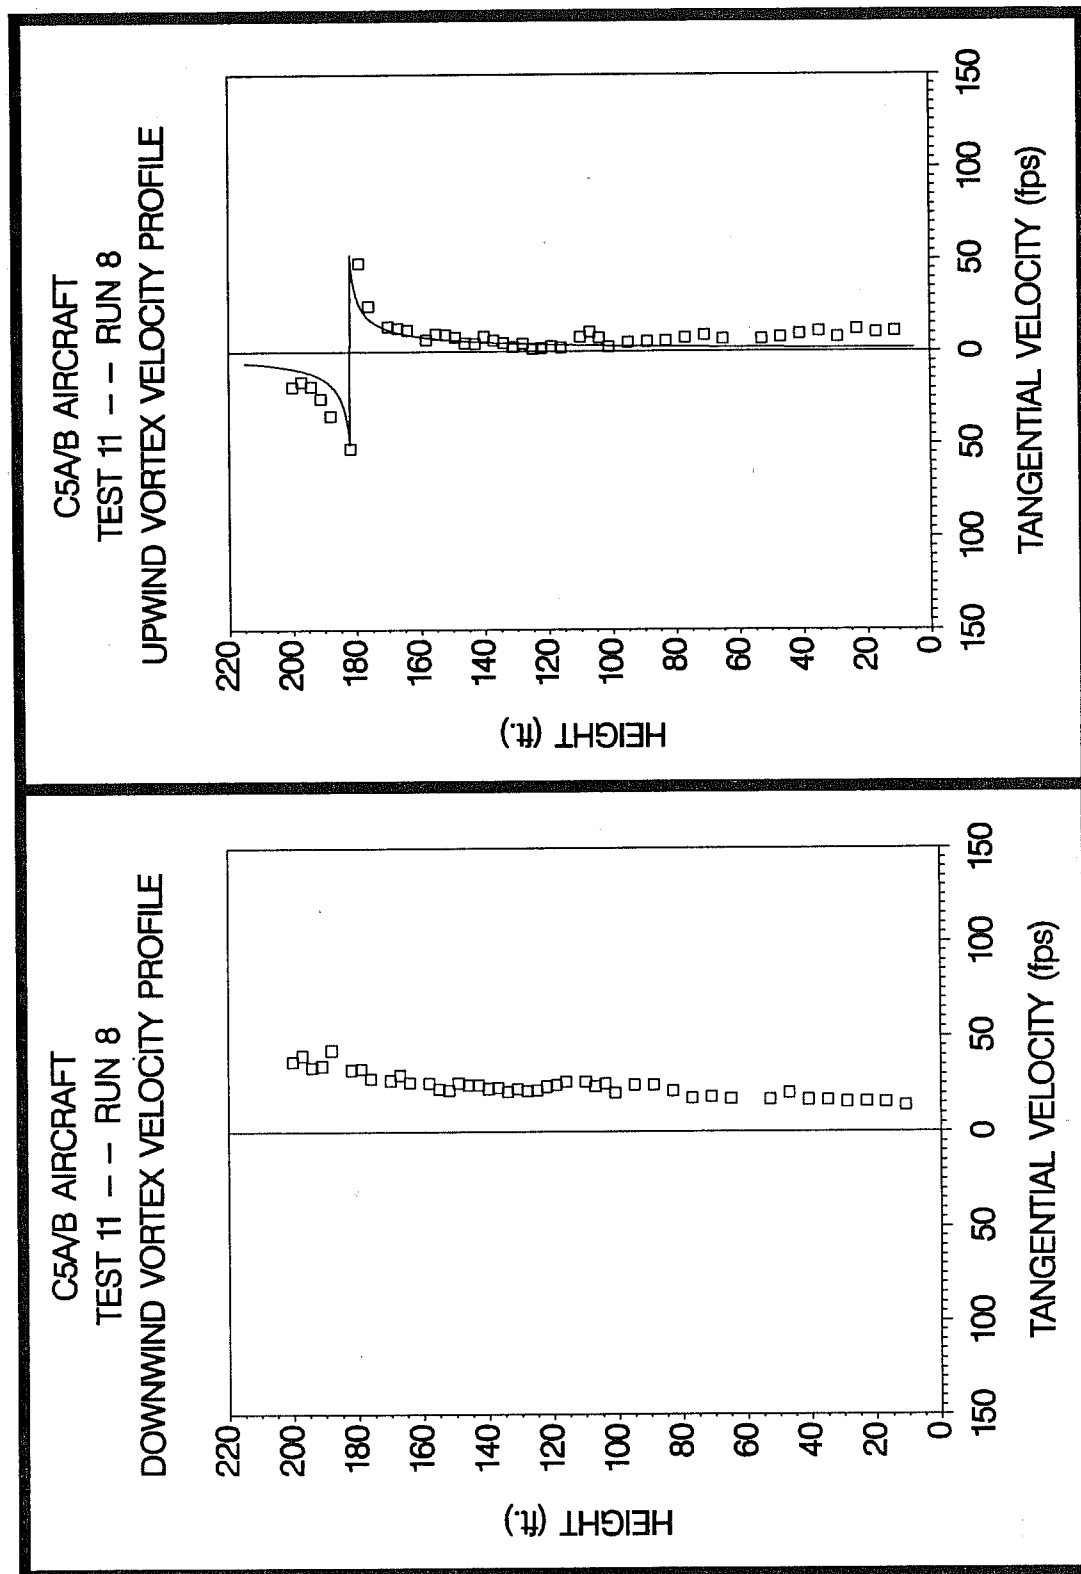 C5A/B AIRCRAFT
TEST 11 -- RUN 8
DOWNWIND VORTEX VELOCITY PROFILE
HEIGHT (ft.)
220
200
180
160
140
120
100
80
60
40
20
0
150 100 50 0 50 100 150
TANGENTIAL VELOCITY (fps)
C5A/B AIRCRAFT
TEST 11 -- RUN 8
UPWIND VORTEX VELOCITY PROFILE
HEIGHT (ft.)
220
200
180
160
140
120
100
80
60
40
20
0
150 100 50 0 50 100 150
TANGENTIAL VELOCITY (fps)